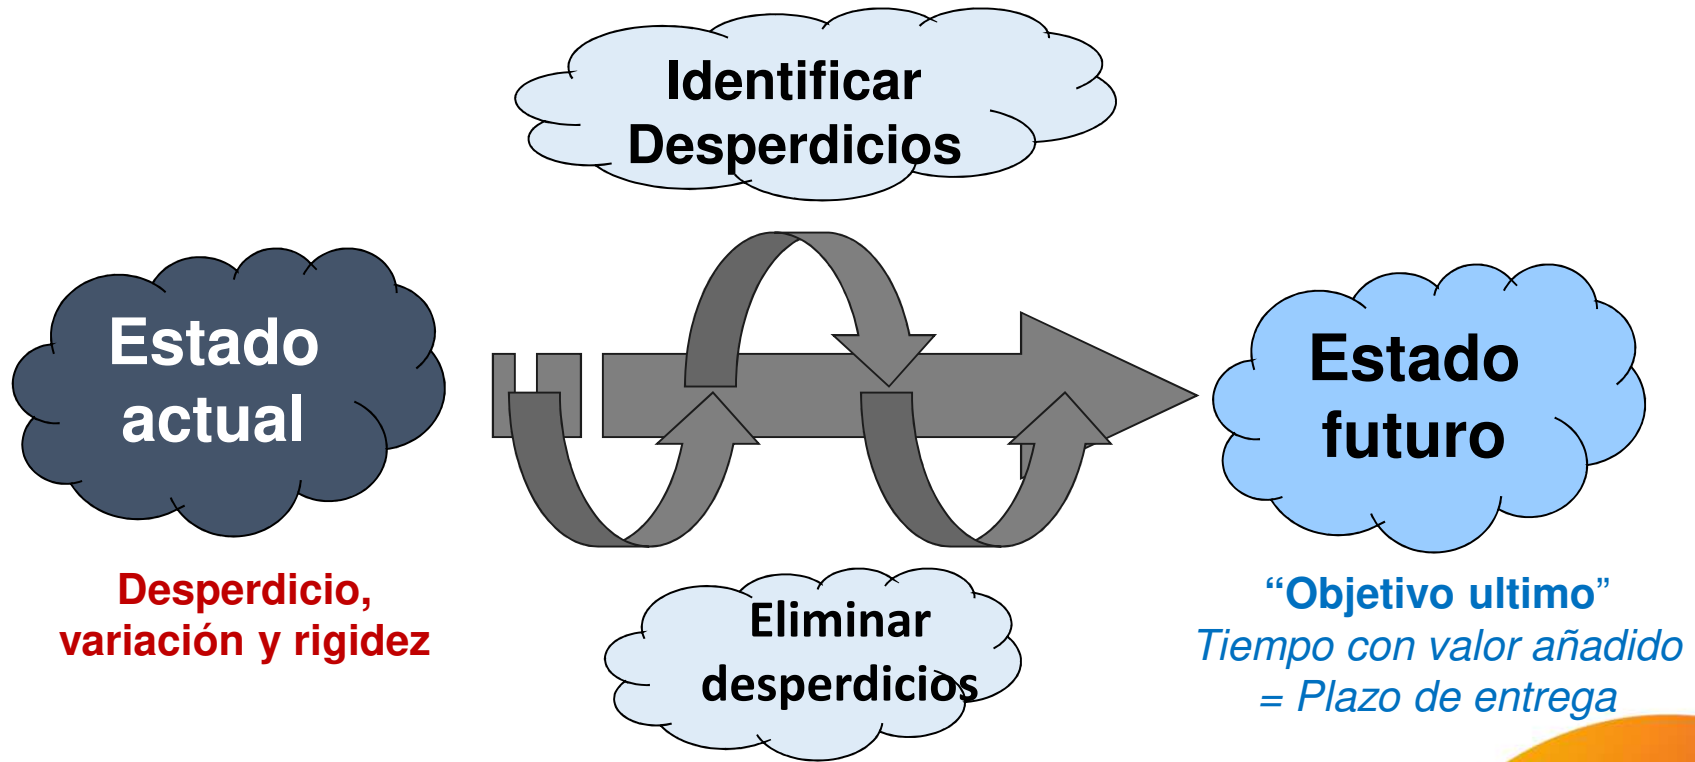 Identificar
Desperdicios
Estado
actual
Estado
futuro
Desperdicio,
variación y rigidez
Eliminar
desperdicios
“Objetivo ultimo”
Tiempo con valor añadido
= Plazo de entrega